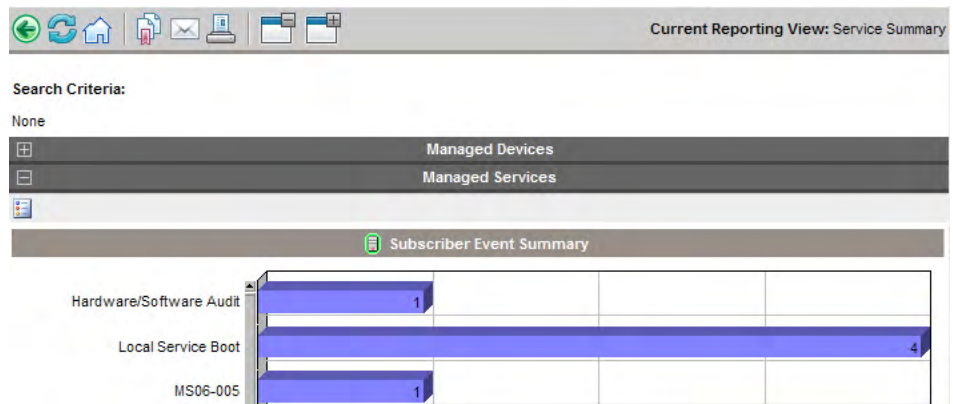 Current Reporting View: Service Summary
Search Criteria:
None
Managed Devices
Managed Services
Subscriber Event Summary
Hardware/Software Audit 1
Local Service Boot 4
MS06-005 1